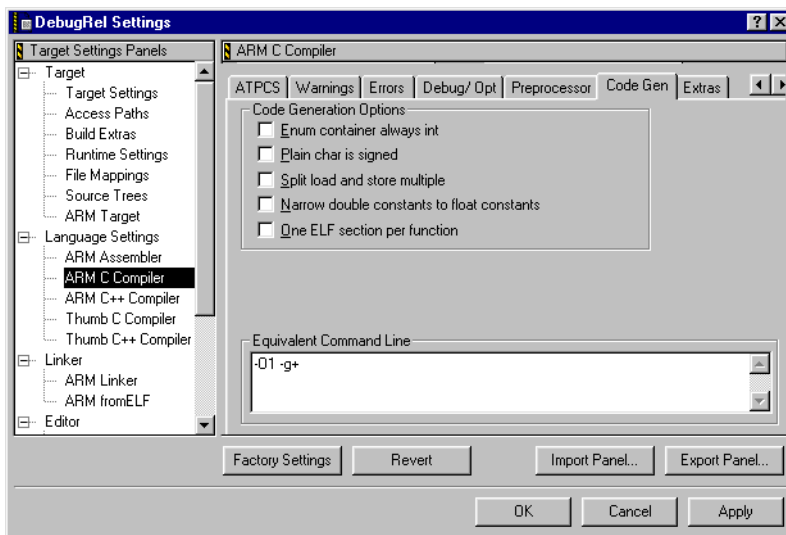 DebugRel Settings
Target Settings Panels
Target
Target Settings
Access Paths
Build Extras
Runtime Settings
File Mappings
Source Trees
ARM Target
Language Settings
ARM Assembler
ARM C Compiler
ARM C++ Compiler
Thumb C Compiler
Thumb C++ Compiler
Linker
ARM Linker
ARM fromELF
Editor
ARM C Compiler
ATPCS Warnings Errors Debug/ Opt Preprocessor Code Gen Extras
Code Generation Options
Enum container always int
Plain char is signed
Split load and store multiple
Narrow double constants to float constants
One ELF section per function
Equivalent Command Line
-O1 -g+
Factory Settings Revert Import Panel... Export Panel...
OK Cancel Apply